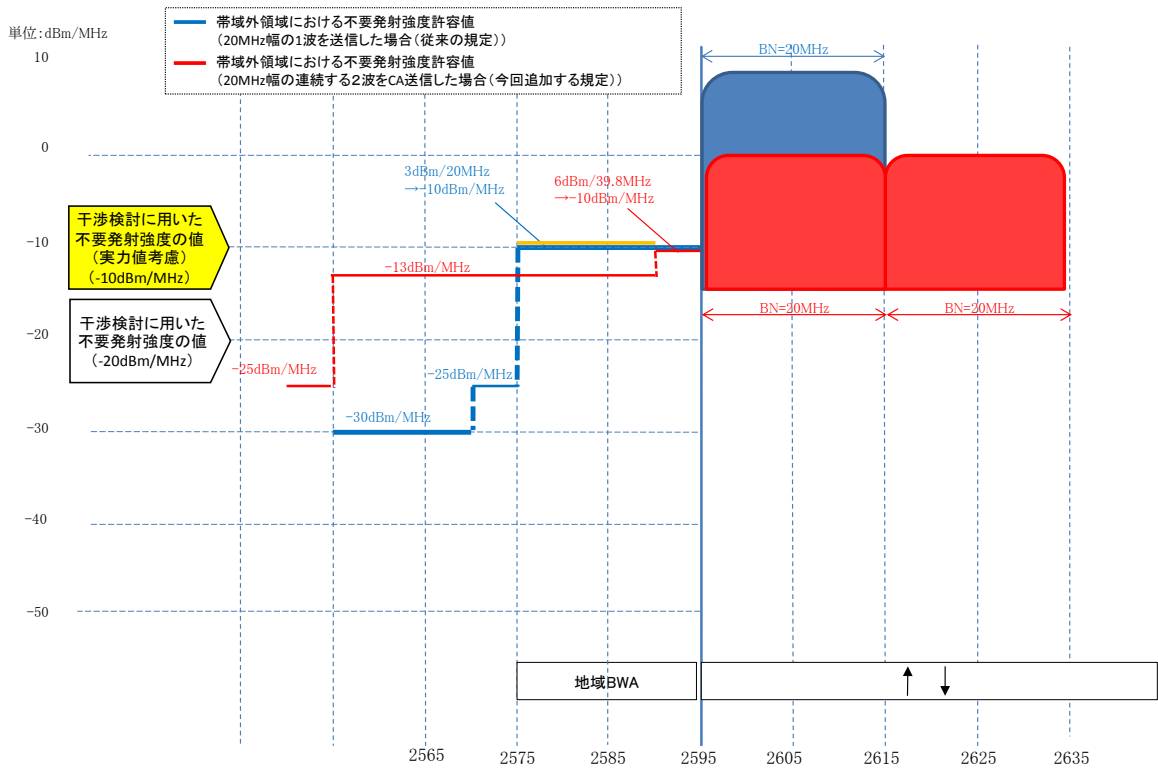 単位:dBm/MHz
帯域外領域における不要発射強度許容値
（20MHz幅の1波を送信した場合（従来の規定））
帯域外領域における不要発射強度許容値
（20MHz幅の連続する２波をCA送信した場合（今回追加する規定））
10
0
-10
-20
-30
-40
-50
BN=20MHz
3dBm/20MHz
→-10dBm/MHz
6dBm/39.8MHz
→-10dBm/MHz
干渉検討に用いた
不要発射強度の値
（実力値考慮）
（-10dBm/MHz）
-13dBm/MHz
干渉検討に用いた
不要発射強度の値
（-20dBm/MHz）
BN=20MHz
BN=20MHz
-25dBm/MHz
-25dBm/MHz
-30dBm/MHz
地域BWA
2565
2575
2585
2595
2605
2615
2625
2635